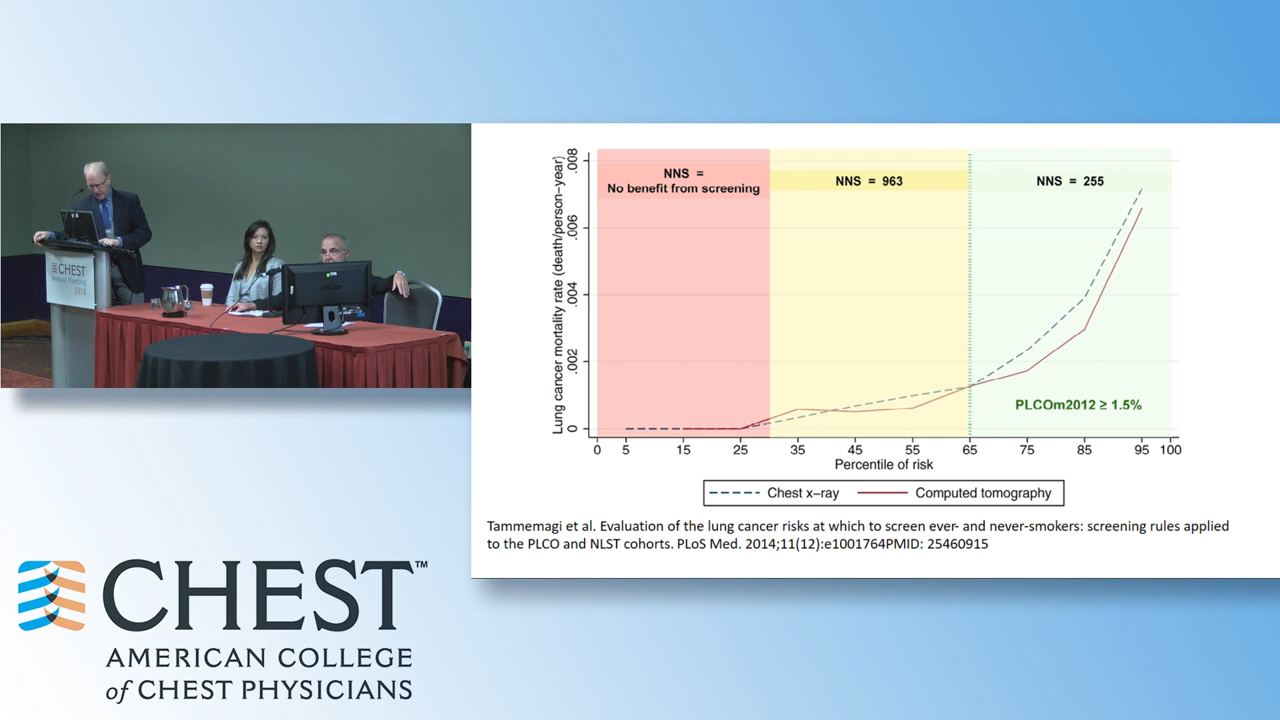 CHEST
Annual Meeting
2018
NNS =
No benefit from screening
NNS = 963
NNS = 255
PLCOm2012 ≥ 1.5%
Lung cancer mortality rate (death/person−year)
.008
.006
.004
.002
0
0 5 15 25 35 45 55 65 75 85 95 100
Percentile of risk
Chest x−ray Computed tomography
Tammemagi et al. Evaluation of the lung cancer risks at which to screen ever- and never-smokers: screening rules applied
to the PLCO and NLST cohorts. PLoS Med. 2014;11(12):e1001764PMID: 25460915
CHEST™
AMERICAN COLLEGE
of CHEST PHYSICIANS